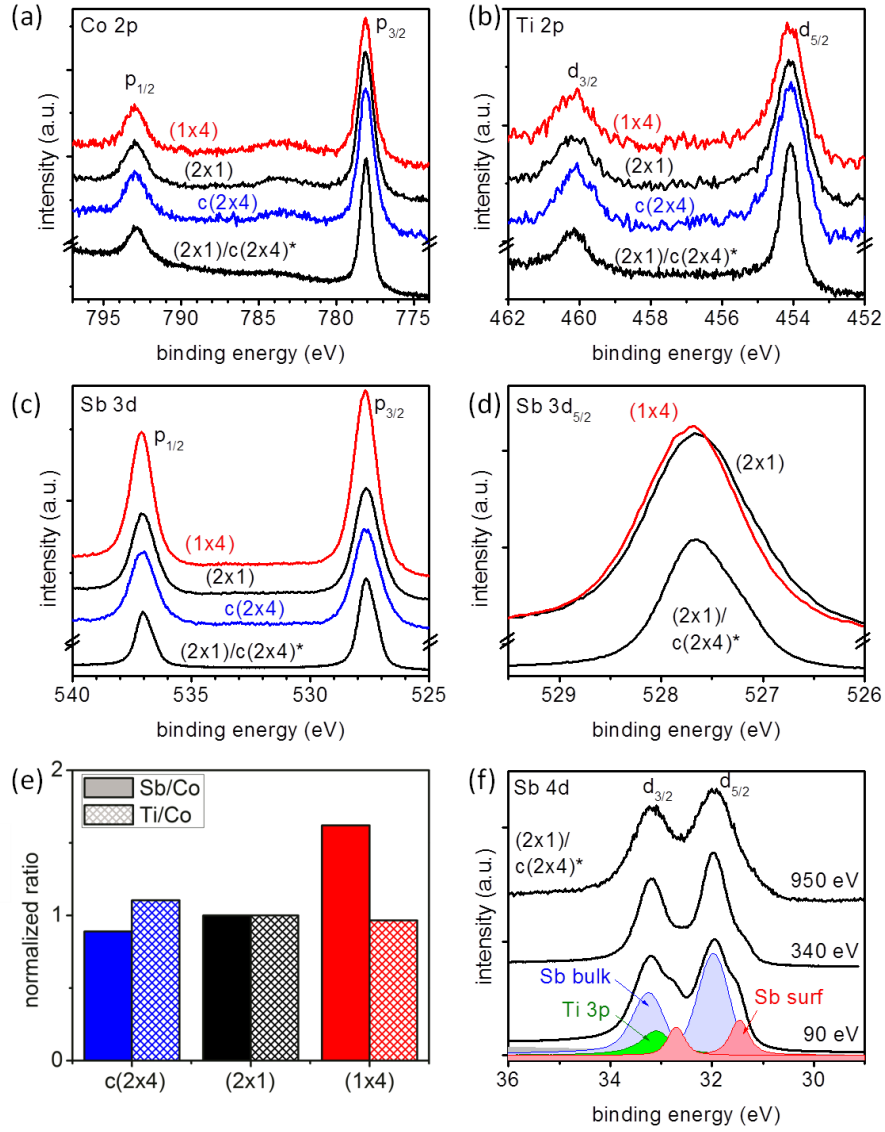 (a)
Co 2p
p3/2
p1/2
(1x4)
(2x1)
c(2x4)
(2x1)/c(2x4)*
intensity (a.u.)
795 790 785 780 775
binding energy (eV)
(b)
Ti 2p
d5/2
d3/2
(1x4)
(2x1)
c(2x4)
(2x1)/c(2x4)*
intensity (a.u.)
462 460 458 456 454 452
binding energy (eV)
(c)
Sb 3d
p3/2
p1/2
(1x4)
(2x1)
c(2x4)
(2x1)/c(2x4)*
intensity (a.u.)
540 535 530 525
binding energy (eV)
(d)
Sb 3d5/2
(1x4)
(2x1)
(2x1)/
c(2x4)*
intensity (a.u.)
529 528 527 526
binding energy (eV)
(e)
2
Sb/Co
Ti/Co
1
0
normalized ratio
c(2x4) (2x1) (1x4)
(f)
Sb 4d
d3/2
d5/2
(2x1)/
c(2x4)*
950 eV
340 eV
Sb bulk
Ti 3p
Sb surf
90 eV
intensity (a.u.)
36 34 32 30
binding energy (eV)